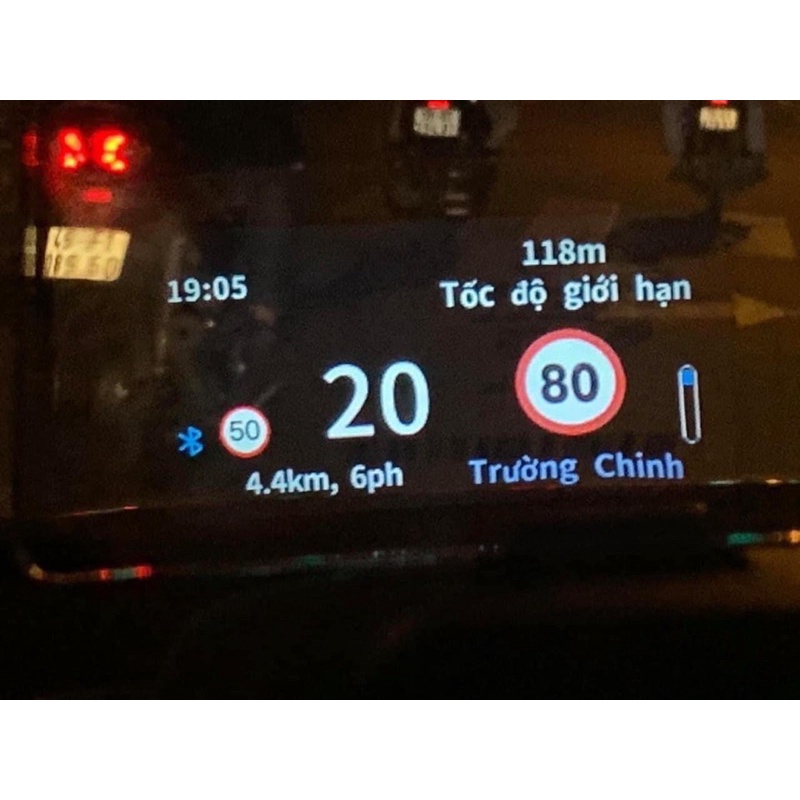 118m
19:05
Tốc độ giới hạn
20
80
50
4.4km, 6ph
Trường Chinh